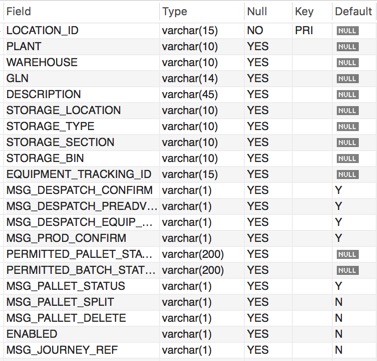 Field Type Null Key Default
LOCATION_ID varchar(15) NO PRI NULL
PLANT varchar(10) YES NULL
WAREHOUSE varchar(10) YES NULL
GLN varchar(14) YES NULL
DESCRIPTION varchar(45) YES NULL
STORAGE_LOCATION varchar(10) YES NULL
STORAGE_TYPE varchar(10) YES NULL
STORAGE_SECTION varchar(10) YES NULL
STORAGE_BIN varchar(10) YES NULL
EQUIPMENT_TRACKING_ID varchar(15) YES NULL
MSG_DESPATCH_CONFIRM varchar(1) YES Y
MSG_DESPATCH_PREADV... varchar(1) YES Y
MSG_DESPATCH_EQUIP_... varchar(1) YES Y
MSG_PROD_CONFIRM varchar(1) YES Y
PERMITTED_PALLET_STA... varchar(200) YES NULL
PERMITTED_BATCH_STAT... varchar(200) YES NULL
MSG_PALLET_STATUS varchar(1) YES Y
MSG_PALLET_SPLIT varchar(1) YES N
MSG_PALLET_DELETE varchar(1) YES N
ENABLED varchar(1) YES N
MSG_JOURNEY_REF varchar(1) YES N